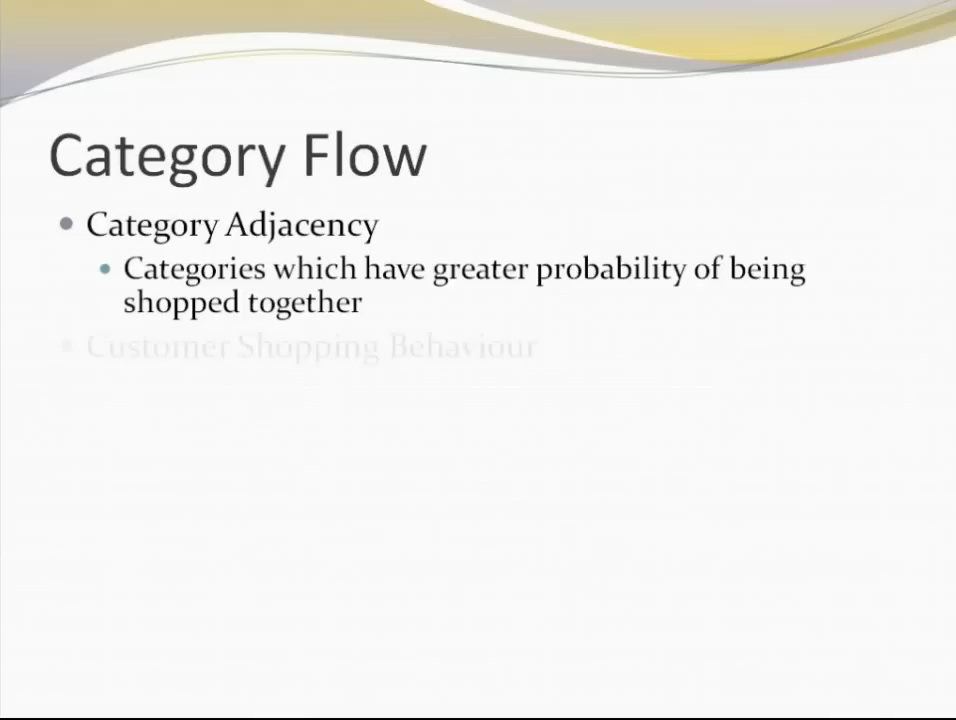 Category Flow
Category Adjacency
Categories which have greater probability of being
shopped together
Customer Shopping Behaviour